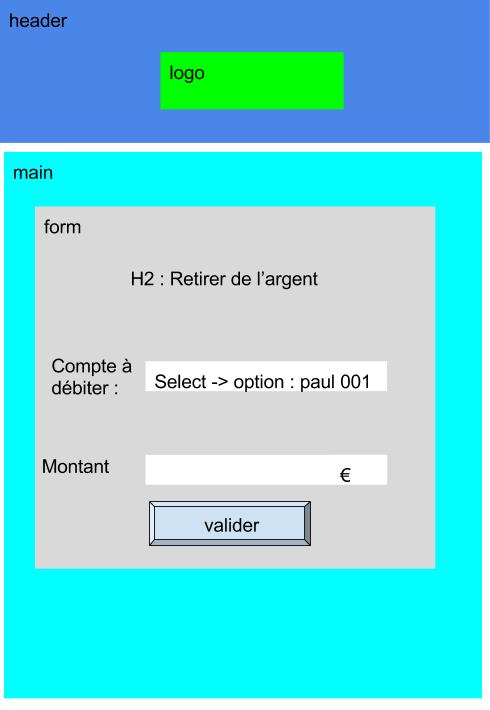 header
logo
main
form
H2 : Retirer de l’argent
Compte à
débiter :
Select -> option : paul 001
Montant
€
valider